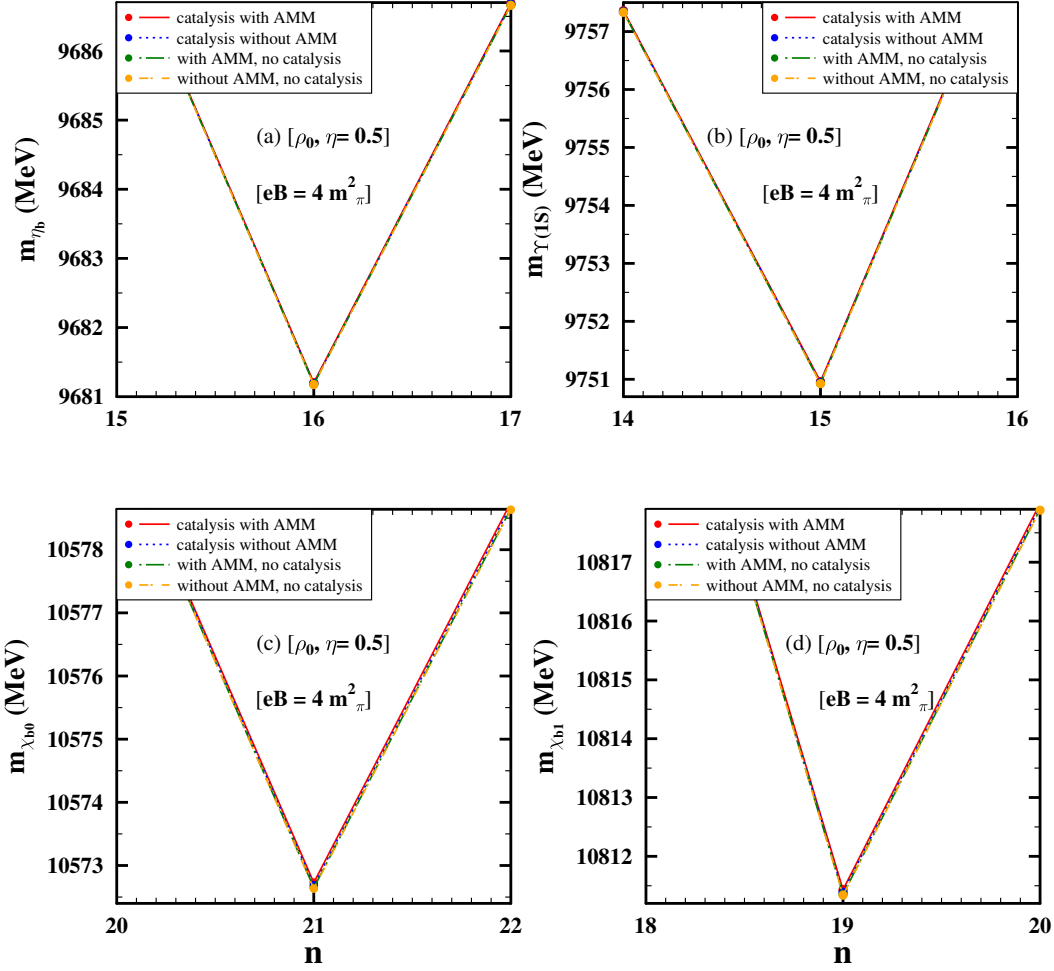 catalysis with AMM
catalysis without AMM
with AMM, no catalysis
without AMM, no catalysis
(a) [ρ₀, η= 0.5]
[eB = 4 m²π]
m_ηb (MeV)
9686
9685
9684
9683
9682
9681
15 16 17
catalysis with AMM
catalysis without AMM
with AMM, no catalysis
without AMM, no catalysis
(b) [ρ₀, η= 0.5]
[eB = 4 m²π]
m_ϒ(1S) (MeV)
9757
9756
9755
9754
9753
9752
9751
14 15 16
catalysis with AMM
catalysis without AMM
with AMM, no catalysis
without AMM, no catalysis
(c) [ρ₀, η= 0.5]
[eB = 4 m²π]
m_χb0 (MeV)
10578
10577
10576
10575
10574
10573
20 21 22
n
catalysis with AMM
catalysis without AMM
with AMM, no catalysis
without AMM, no catalysis
(d) [ρ₀, η= 0.5]
[eB = 4 m²π]
m_χb1 (MeV)
10817
10816
10815
10814
10813
10812
18 19 20
n